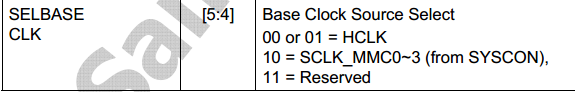 SELBASE CLK
[5:4]
Base Clock Source Select
00 or 01 = HCLK
10 = SCLK_MMC0~3 (from SYSCON),
11 = Reserved